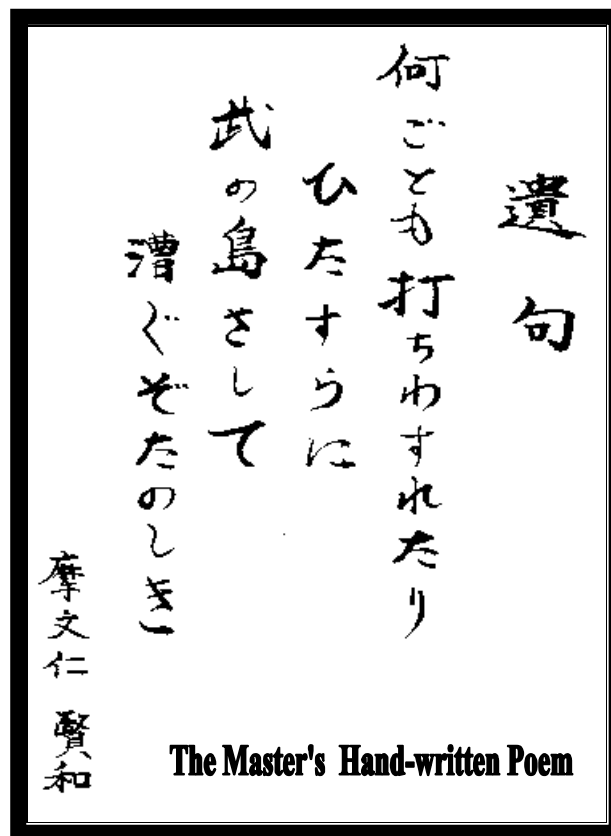 遺句
何ごとも打ちわすれたり
ひたすらに
武の島さして
漕ぐぞたのしき
摩文仁 賢和
The Master's Hand-written Poem